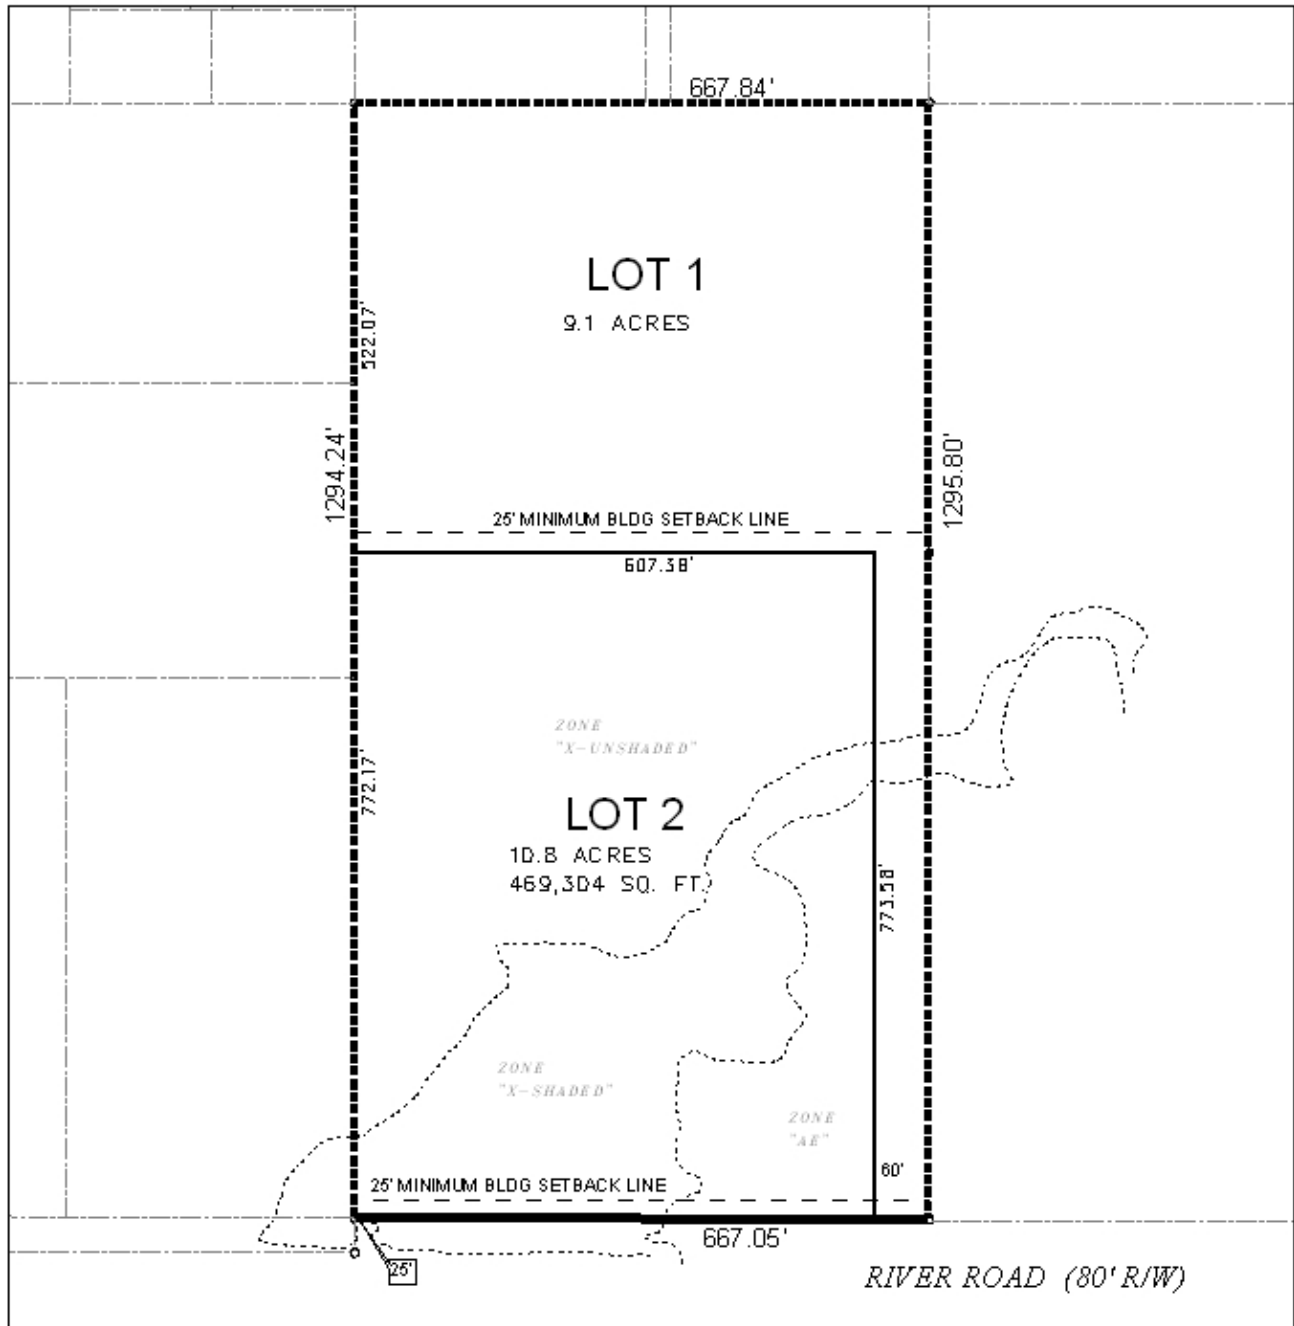 667.84'
LOT 1
9.1 ACRES
522.07'
1294.24'
1295.80'
25' MINIMUM BLDG SETBACK LINE
607.38'
ZONE
"X-UNSHADED"
772.17'
LOT 2
10.8 ACRES
469,304 SQ. FT.
773.58'
ZONE
"X-SHADED"
ZONE
"AE"
60'
25' MINIMUM BLDG SETBACK LINE
667.05'
25'
RIVER ROAD (80' R/W)